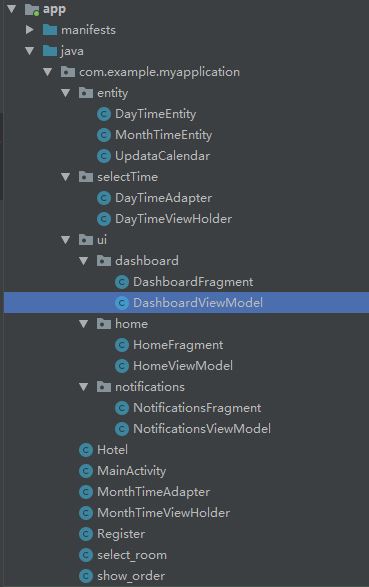 app
manifests
java
com.example.myapplication
entity
DayTimeEntity
MonthTimeEntity
UpdataCalendar
selectTime
DayTimeAdapter
DayTimeViewHolder
ui
dashboard
DashboardFragment
DashboardViewModel
home
HomeFragment
HomeViewModel
notifications
NotificationsFragment
NotificationsViewModel
Hotel
MainActivity
MonthTimeAdapter
MonthTimeViewHolder
Register
select_room
show_order